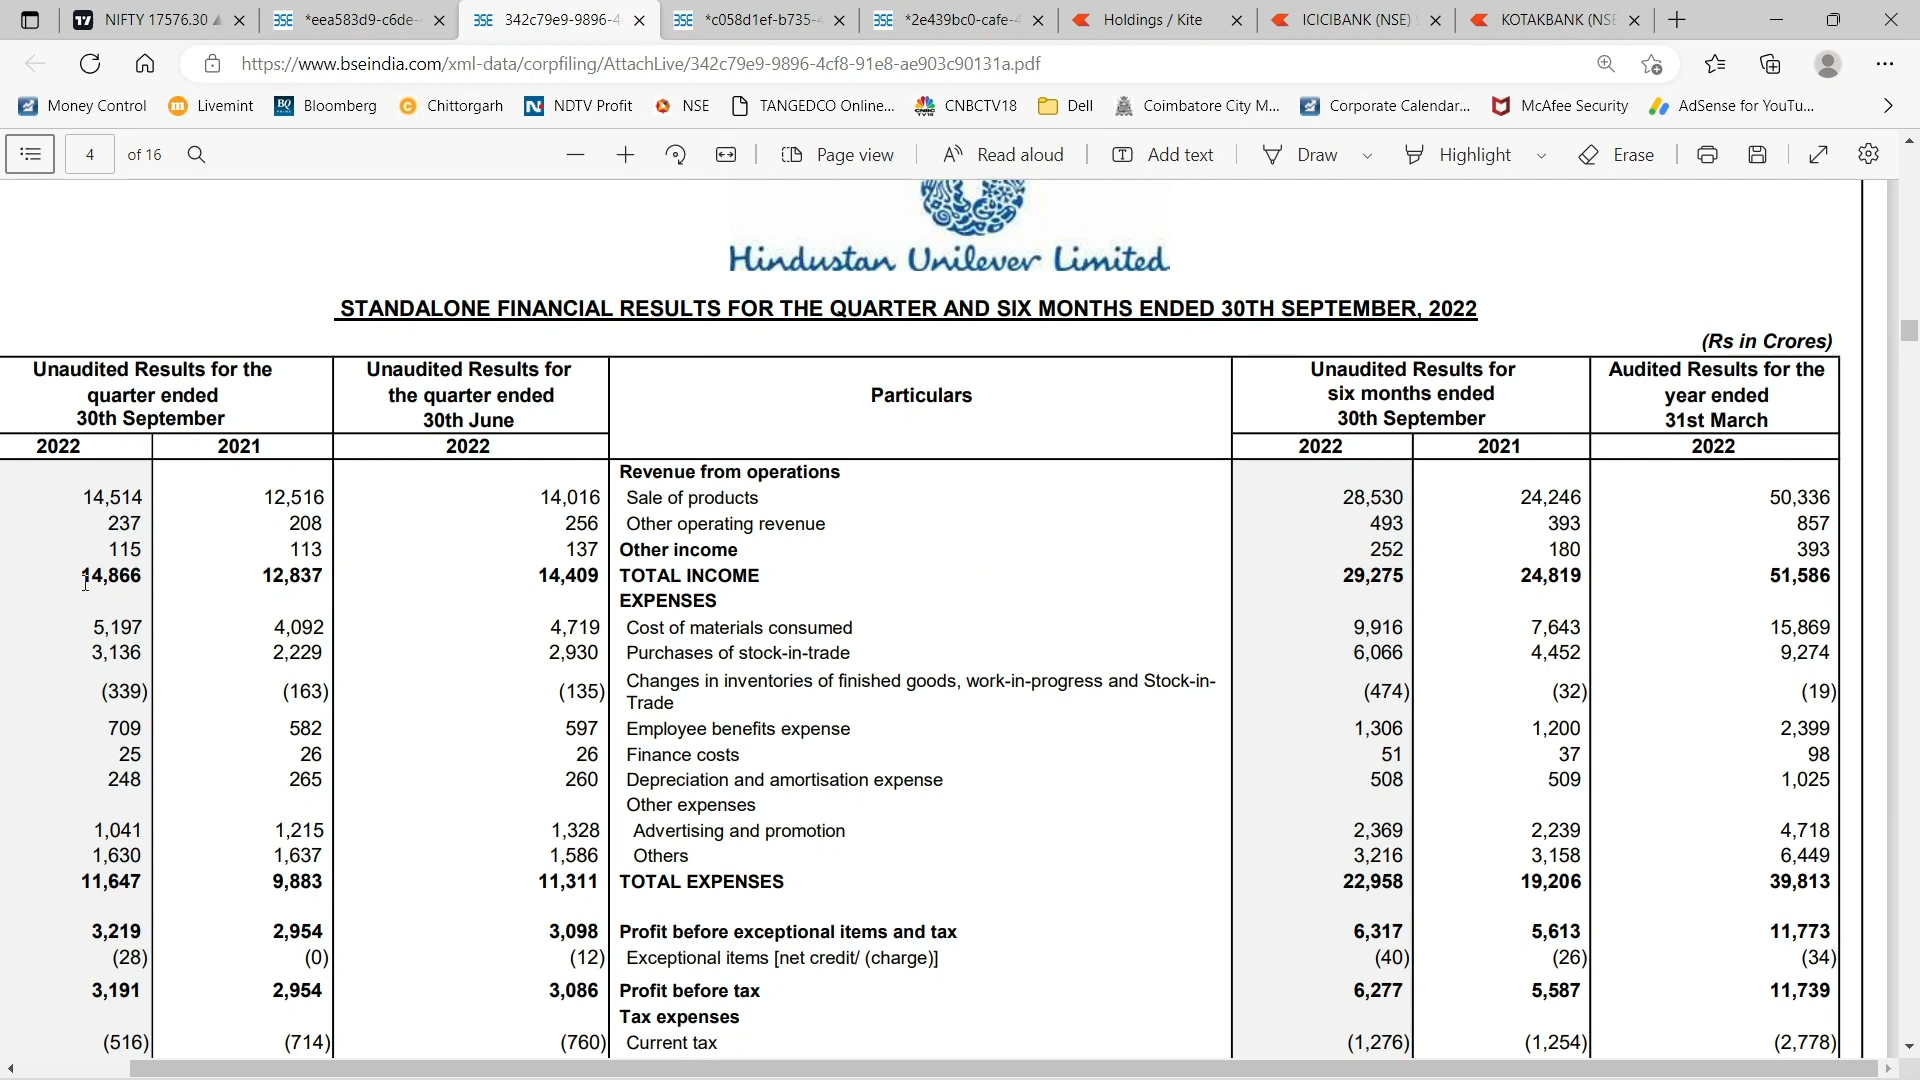 NIFTY 17576.30
*eea583d9-c6de-
342c79e9-9896-4
*c058d1ef-b735-
*2e439bc0-cafe-4
Holdings / Kite
ICICIBANK (NSE)
KOTAKBANK (NSE
https://www.bseindia.com/xml-data/corpfiling/AttachLive/342c79e9-9896-4cf8-91e8-ae903c90131a.pdf
Money Control Livemint Bloomberg Chittorgarh NDTV Profit NSE TANGEDCO Online... CNBCTV18 Dell Coimbatore City M... Corporate Calendar... McAfee Security AdSense for YouTu...
4 of 16 Page view Read aloud Add text Draw Highlight Erase
Hindustan Unilever Limited
STANDALONE FINANCIAL RESULTS FOR THE QUARTER AND SIX MONTHS ENDED 30TH SEPTEMBER, 2022
(Rs in Crores)
Unaudited Results for the quarter ended 30th September Unaudited Results for the quarter ended 30th June Particulars Unaudited Results for six months ended 30th September Audited Results for the year ended 31st March
2022 2021 2022 2022 2021 2022
Revenue from operations
14,514 12,516 14,016 Sale of products 28,530 24,246 50,336
237 208 256 Other operating revenue 493 393 857
115 113 137 Other income 252 180 393
14,866 12,837 14,409 TOTAL INCOME 29,275 24,819 51,586
EXPENSES
5,197 4,092 4,719 Cost of materials consumed 9,916 7,643 15,869
3,136 2,229 2,930 Purchases of stock-in-trade 6,066 4,452 9,274
(339) (163) (135) Changes in inventories of finished goods, work-in-progress and Stock-in-Trade (474) (32) (19)
709 582 597 Employee benefits expense 1,306 1,200 2,399
25 26 26 Finance costs 51 37 98
248 265 260 Depreciation and amortisation expense 508 509 1,025
Other expenses
1,041 1,215 1,328 Advertising and promotion 2,369 2,239 4,718
1,630 1,637 1,586 Others 3,216 3,158 6,449
11,647 9,883 11,311 TOTAL EXPENSES 22,958 19,206 39,813
3,219 2,954 3,098 Profit before exceptional items and tax 6,317 5,613 11,773
(28) (0) (12) Exceptional items [net credit/ (charge)] (40) (26) (34)
3,191 2,954 3,086 Profit before tax 6,277 5,587 11,739
Tax expenses
(516) (714) (760) Current tax (1,276) (1,254) (2,778)